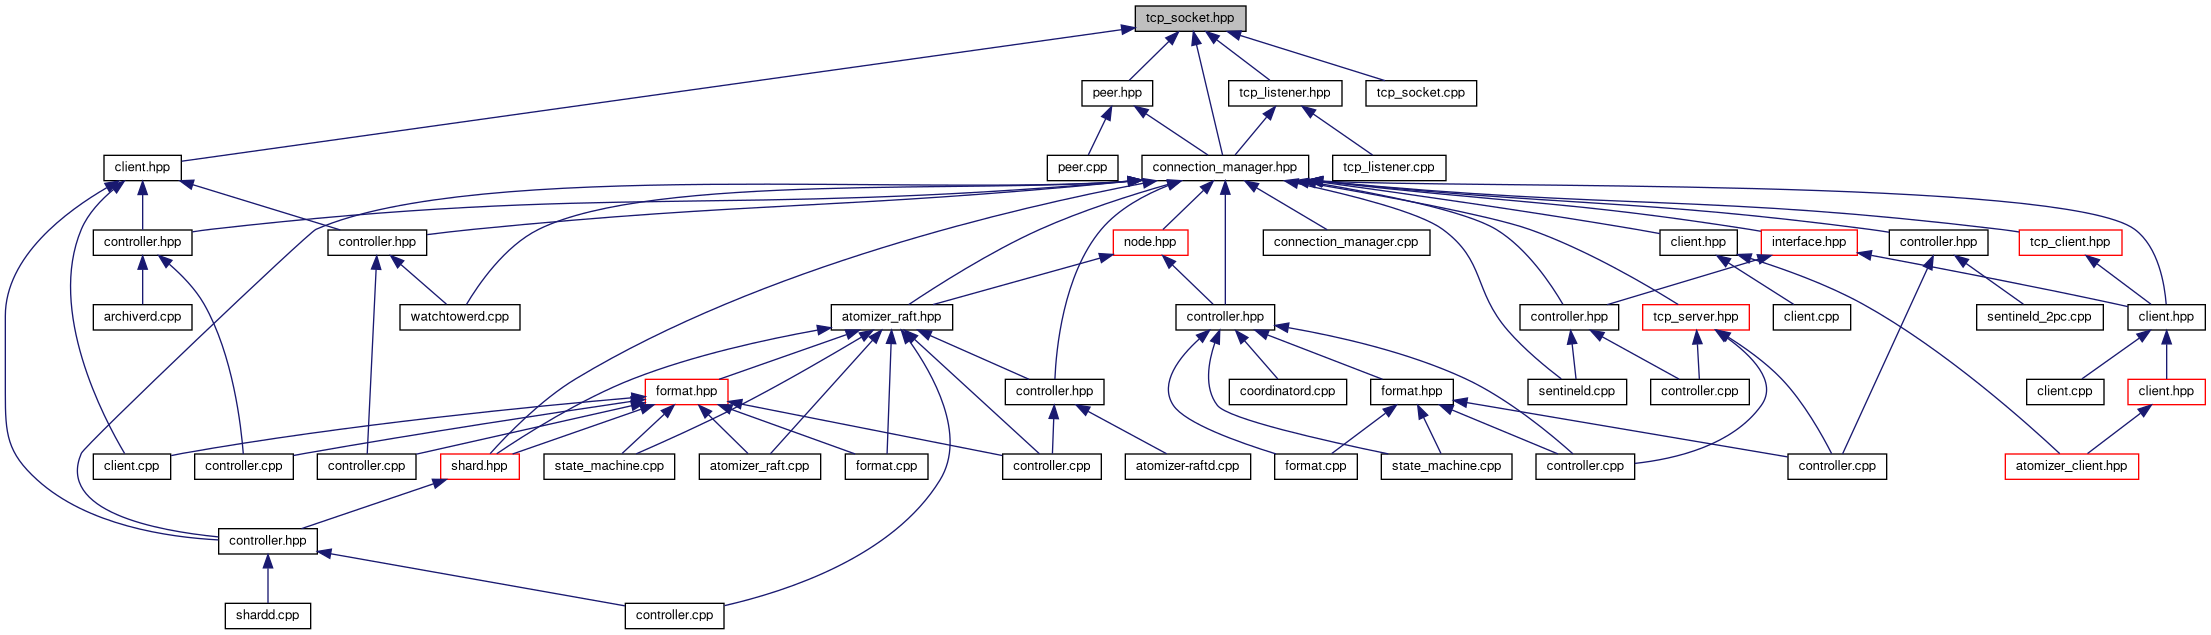 tcp_socket.hpp
peer.hpp
tcp_listener.hpp
tcp_socket.cpp
client.hpp
peer.cpp
connection_manager.hpp
tcp_listener.cpp
controller.hpp
controller.hpp
node.hpp
connection_manager.cpp
client.hpp
interface.hpp
controller.hpp
tcp_client.hpp
archiverd.cpp
watchtowerd.cpp
atomizer_raft.hpp
controller.hpp
controller.hpp
tcp_server.hpp
client.cpp
sentineld_2pc.cpp
client.hpp
format.hpp
controller.hpp
coordinatord.cpp
format.hpp
sentineld.cpp
controller.cpp
client.cpp
client.hpp
client.cpp
controller.cpp
controller.cpp
shard.hpp
state_machine.cpp
atomizer_raft.cpp
format.cpp
controller.cpp
atomizer-raftd.cpp
format.cpp
state_machine.cpp
controller.cpp
controller.cpp
atomizer_client.hpp
controller.hpp
shardd.cpp
controller.cpp